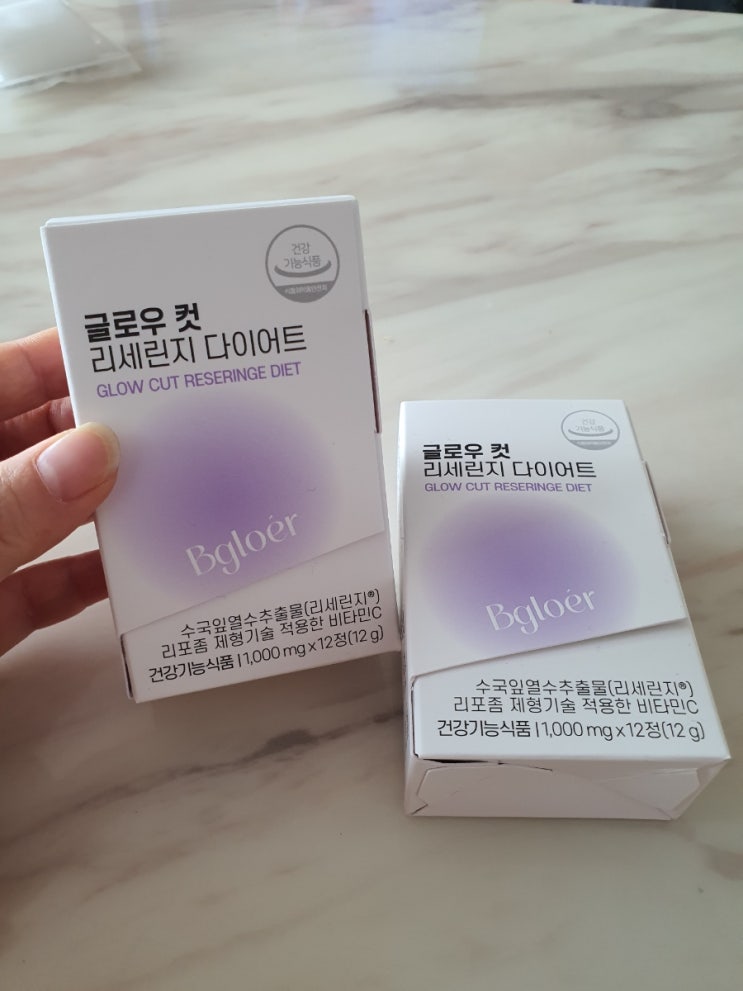 건강
기능식품
글로우 컷
리세린지 다이어트
GLOW CUT RESERINGE DIET
Bgloér
수국잎열수추출물(리세린지®)
리포좀 제형기술 적용한 비타민C
건강기능식품 | 1,000 mg x 12정(12 g)
건강
기능식품
글로우 컷
리세린지 다이어트
GLOW CUT RESERINGE DIET
Bgloér
수국잎열수추출물(리세린지®)
리포좀 제형기술 적용한 비타민C
건강기능식품 | 1,000 mg x 12정(12 g)